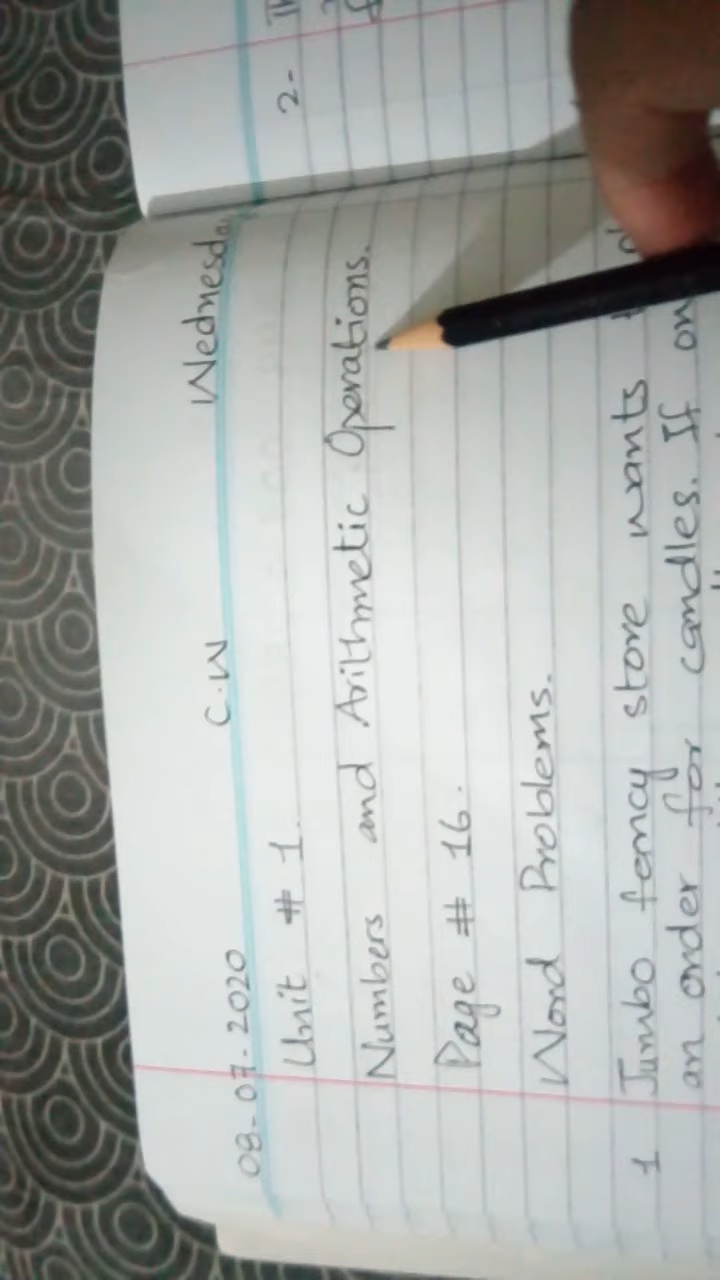 08-07-2020 C.W Wednesday
Unit # 1.
Numbers and Arithmetic Operations.
Page # 16.
Word Problems.
1 Jumbo fancy store wants
an order for candles. If on
2-